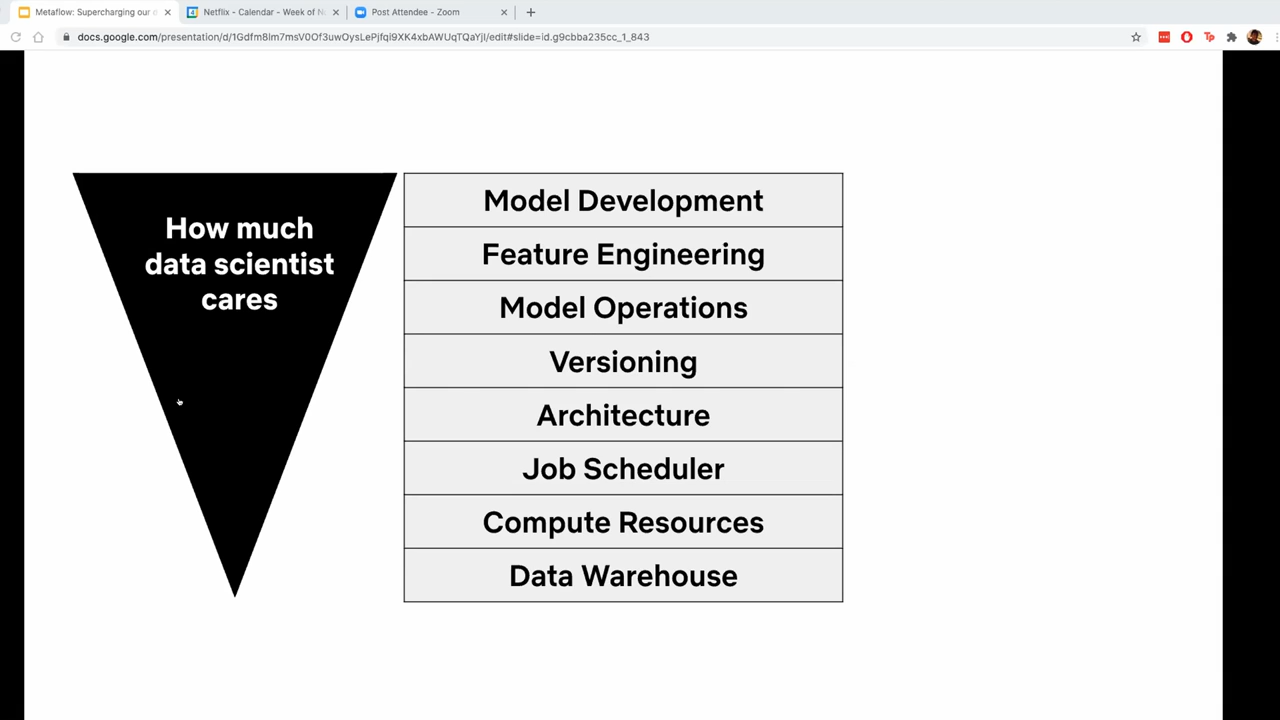 Metaflow: Supercharging our
Netflix - Calendar - Week of N
Post Attendee - Zoom
docs.google.com/presentation/d/1Gdfm8lm7msV0Of3uwOysLePjfqi9XK4xbAWUqTQaYjI/edit#slide=id.g9cbba235cc_1_843
How much
data scientist
cares
Model Development
Feature Engineering
Model Operations
Versioning
Architecture
Job Scheduler
Compute Resources
Data Warehouse